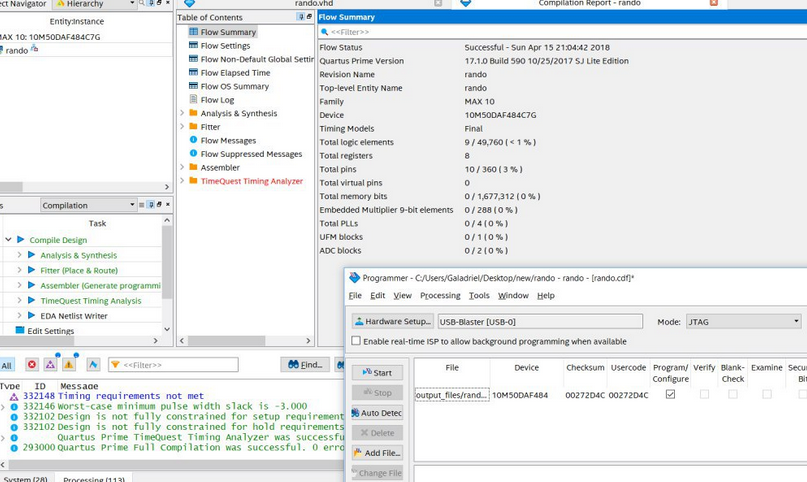 ect Navigator
Hierarchy
rando.vhd
Compilation Report - rando
Entity:Instance
MAX 10: 10M50DAF484C7G
rando
Table of Contents
Flow Summary
Flow Settings
Flow Non-Default Global Settin
Flow Elapsed Time
Flow OS Summary
Flow Log
Analysis & Synthesis
Fitter
Flow Messages
Flow Suppressed Messages
Assembler
TimeQuest Timing Analyzer
Flow Summary
<<Filter>>
Flow Status Successful - Sun Apr 15 21:04:42 2018
Quartus Prime Version 17.1.0 Build 590 10/25/2017 SJ Lite Edition
Revision Name rando
Top-level Entity Name rando
Family MAX 10
Device 10M50DAF484C7G
Timing Models Final
Total logic elements 9 / 49,760 ( < 1 % )
Total registers 8
Total pins 10 / 360 ( 3 % )
Total virtual pins 0
Total memory bits 0 / 1,677,312 ( 0 % )
Embedded Multiplier 9-bit elements 0 / 288 ( 0 % )
Total PLLs 0 / 4 ( 0 % )
UFM blocks 0 / 1 ( 0 % )
ADC blocks 0 / 2 ( 0 % )
s Compilation
Task
Compile Design
Analysis & Synthesis
Fitter (Place & Route)
Assembler (Generate programmi
TimeQuest Timing Analysis
EDA Netlist Writer
Edit Settings
All
<<Filter>>
Find...
Type ID Message
332148 Timing requirements not met
332146 Worst-case minimum pulse width slack is -3.000
332102 Design is not fully constrained for setup requirement
332102 Design is not fully constrained for hold requirements
Quartus Prime TimeQuest Timing Analyzer was successfu
293000 Quartus Prime Full Compilation was successful. 0 erro
System (28) Processing (113)
Programmer - C:/Users/Galadriel/Desktop/new/rando - rando - [rando.cdf]*
File Edit View Processing Tools Window Help
Hardware Setup... USB-Blaster [USB-0] Mode: JTAG
Enable real-time ISP to allow background programming when available
Start
Stop
Auto Detec
Delete
Add File...
Change File
File Device Checksum Usercode Program/ Configure Verify Blank- Check Examine Secur Bit
output_files/rand... 10M50DAF484 00272D4C 00272D4C